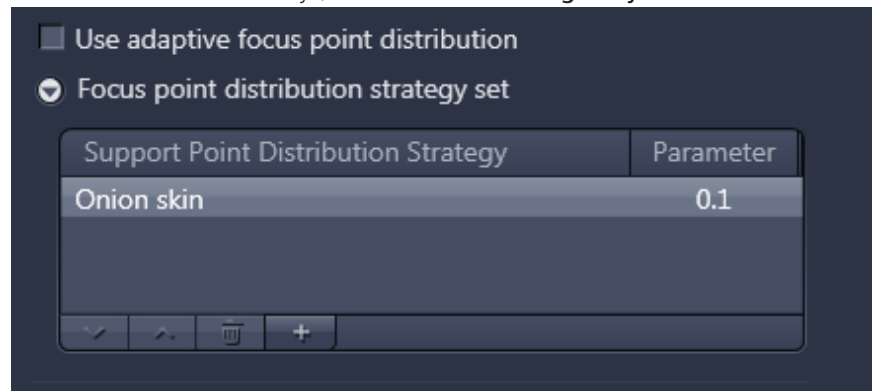 Use adaptive focus point distribution
Focus point distribution strategy set
Support Point Distribution Strategy Parameter
Onion skin 0.1